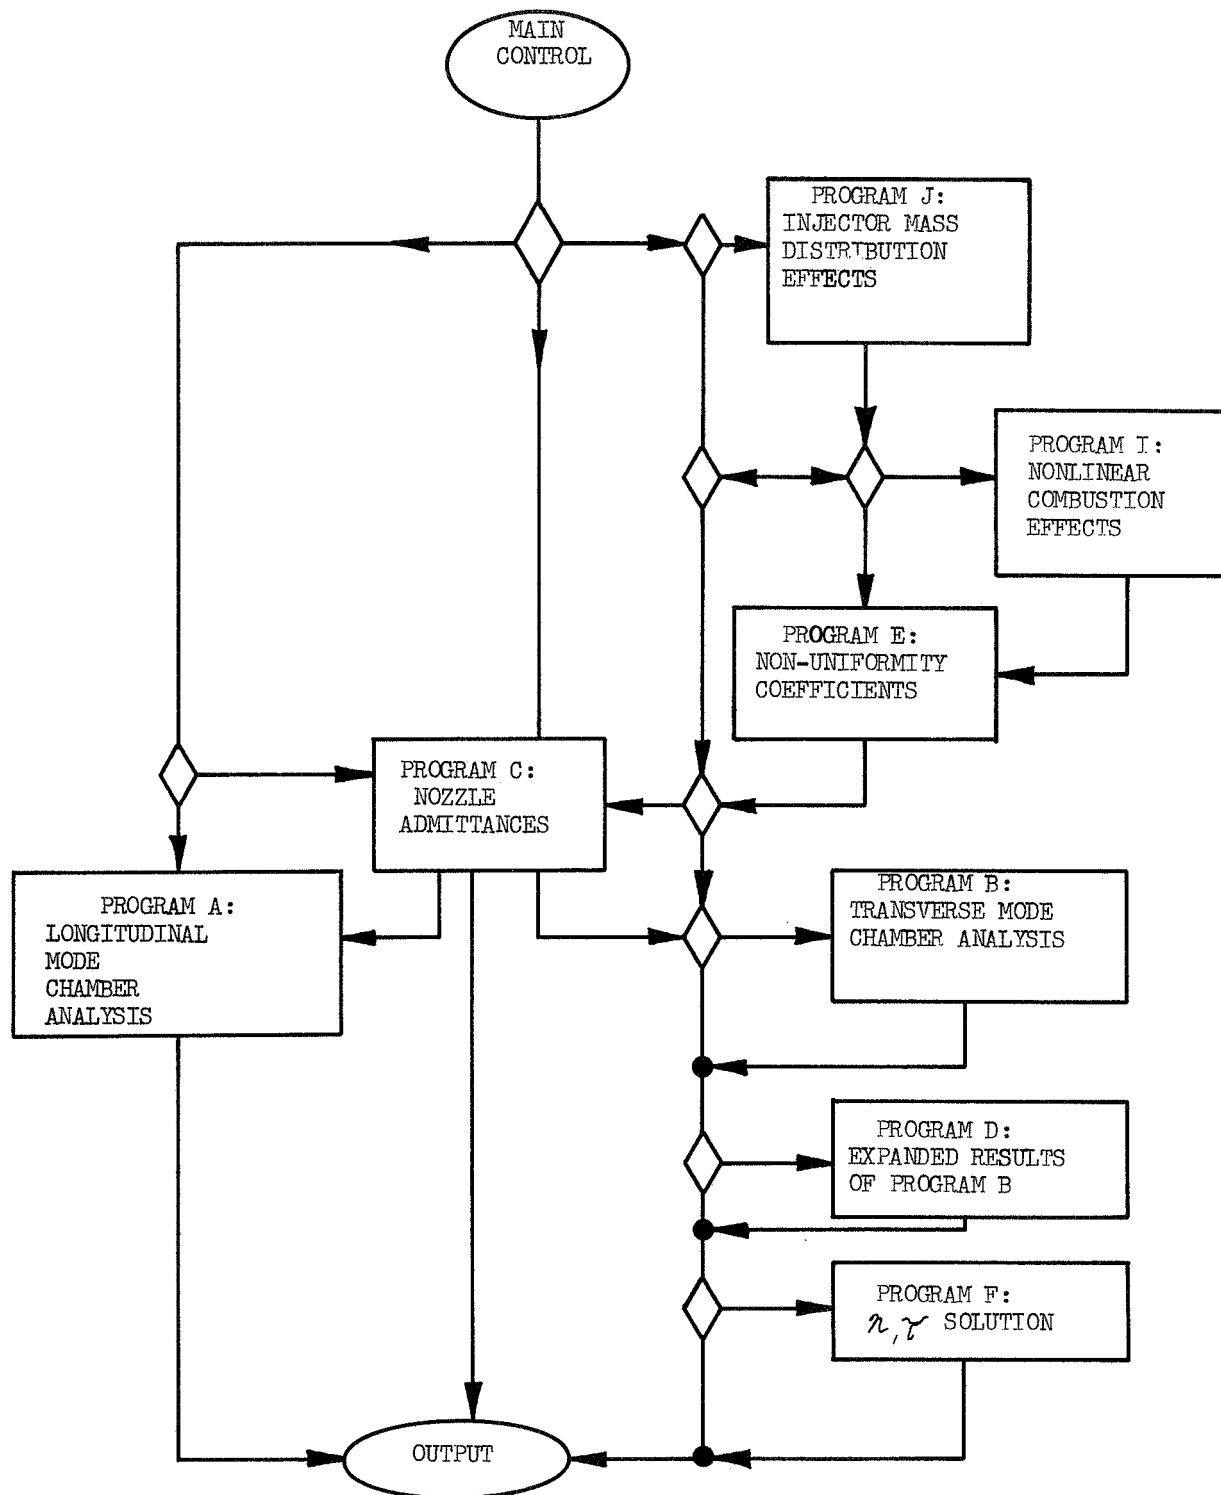 MAIN
CONTROL
PROGRAM J:
INJECTOR MASS
DISTRIBUTION
EFFECTS
PROGRAM I:
NONLINEAR
COMBUSTION
EFFECTS
PROGRAM E:
NON-UNIFORMITY
COEFFICIENTS
PROGRAM C:
NOZZLE
ADMITTANCES
PROGRAM A:
LONGITUDINAL
MODE
CHAMBER
ANALYSIS
PROGRAM B:
TRANSVERSE MODE
CHAMBER ANALYSIS
PROGRAM D:
EXPANDED RESULTS
OF PROGRAM B
PROGRAM F:
n,τ SOLUTION
OUTPUT